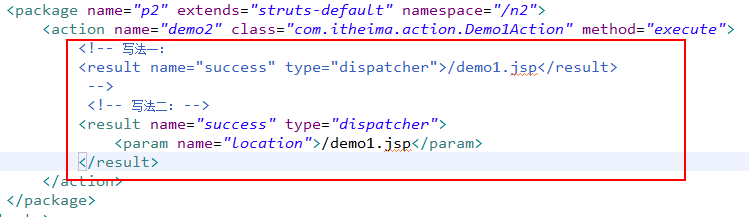 <package name="p2" extends="struts-default" namespace="/n2">
<action name="demo2" class="com.itheima.action.Demo1Action" method="execute">
<!-- 写法一：
<result name="success" type="dispatcher">/demo1.jsp</result>
-->
<!-- 写法二： -->
<result name="success" type="dispatcher">
<param name="location">/demo1.jsp</param>
</result>
</action>
</package>